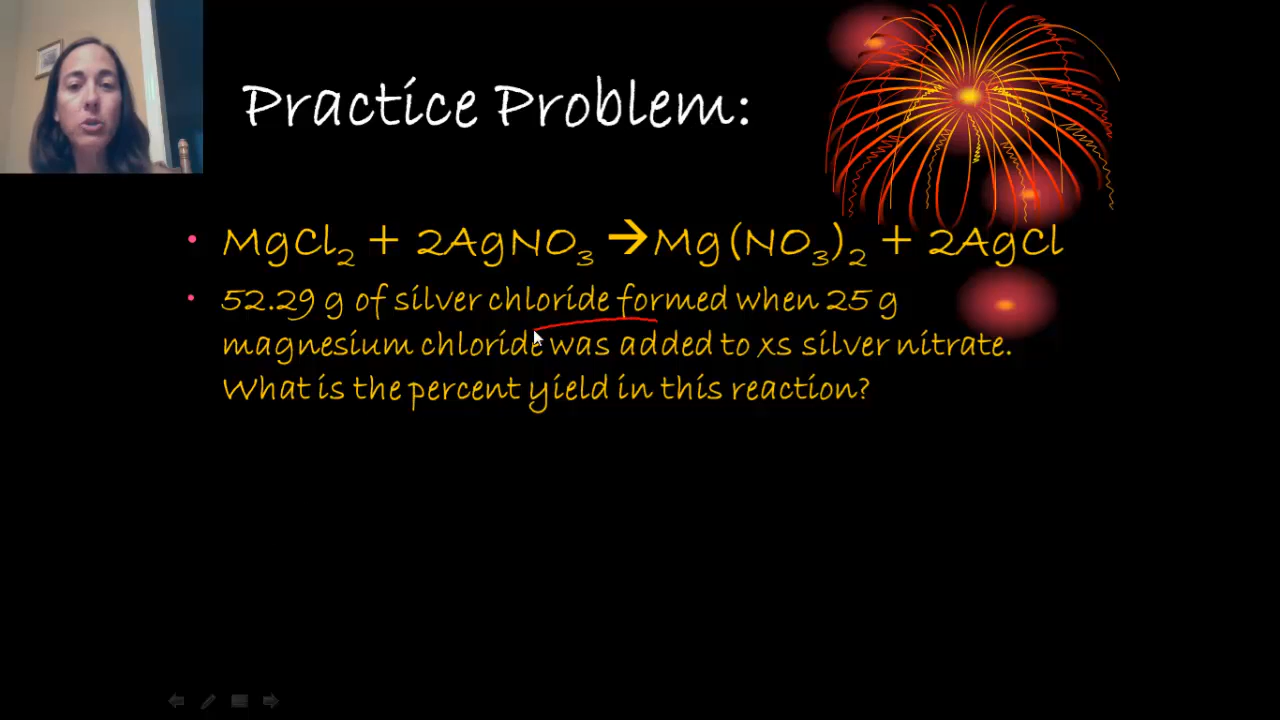 Practice Problem:
• MgCl₂ + 2AgNO₃ →Mg(NO₃)₂ + 2AgCl
• 52.29 g of silver chloride formed when 25 g
magnesium chloride was added to xs silver nitrate.
What is the percent yield in this reaction?